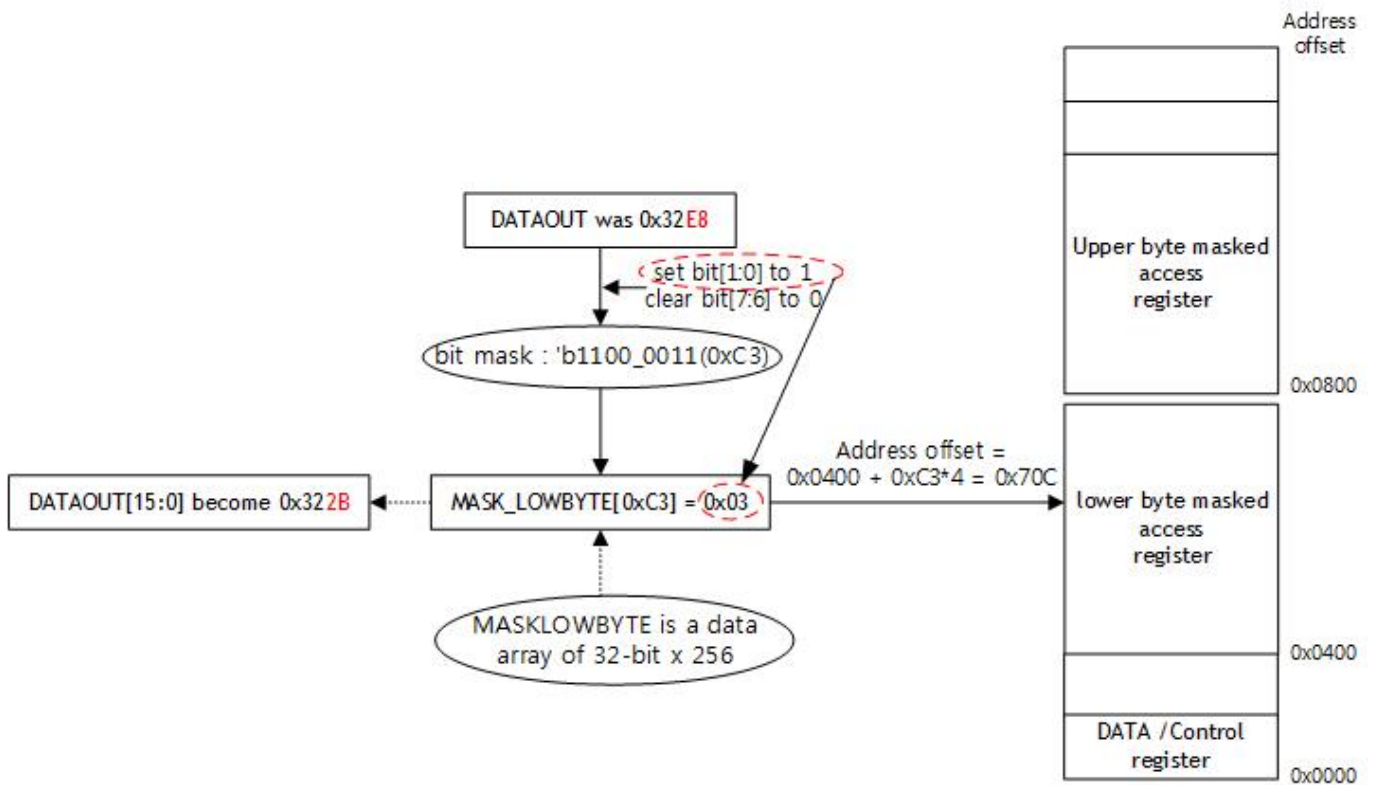 Address
offset
DATAOUT was 0x32E8
set bit[1:0] to 1
clear bit[7:6] to 0
bit mask : 'b1100_0011(0xC3)
Upper byte masked
access
register
0x0800
Address offset =
0x0400 + 0xC3*4 = 0x70C
DATAOUT[15:0] become 0x322B
MASK_LOWBYTE[0xC3] = 0x03
lower byte masked
access
register
MASKLOWBYTE is a data
array of 32-bit x 256
0x0400
DATA /Control
register
0x0000